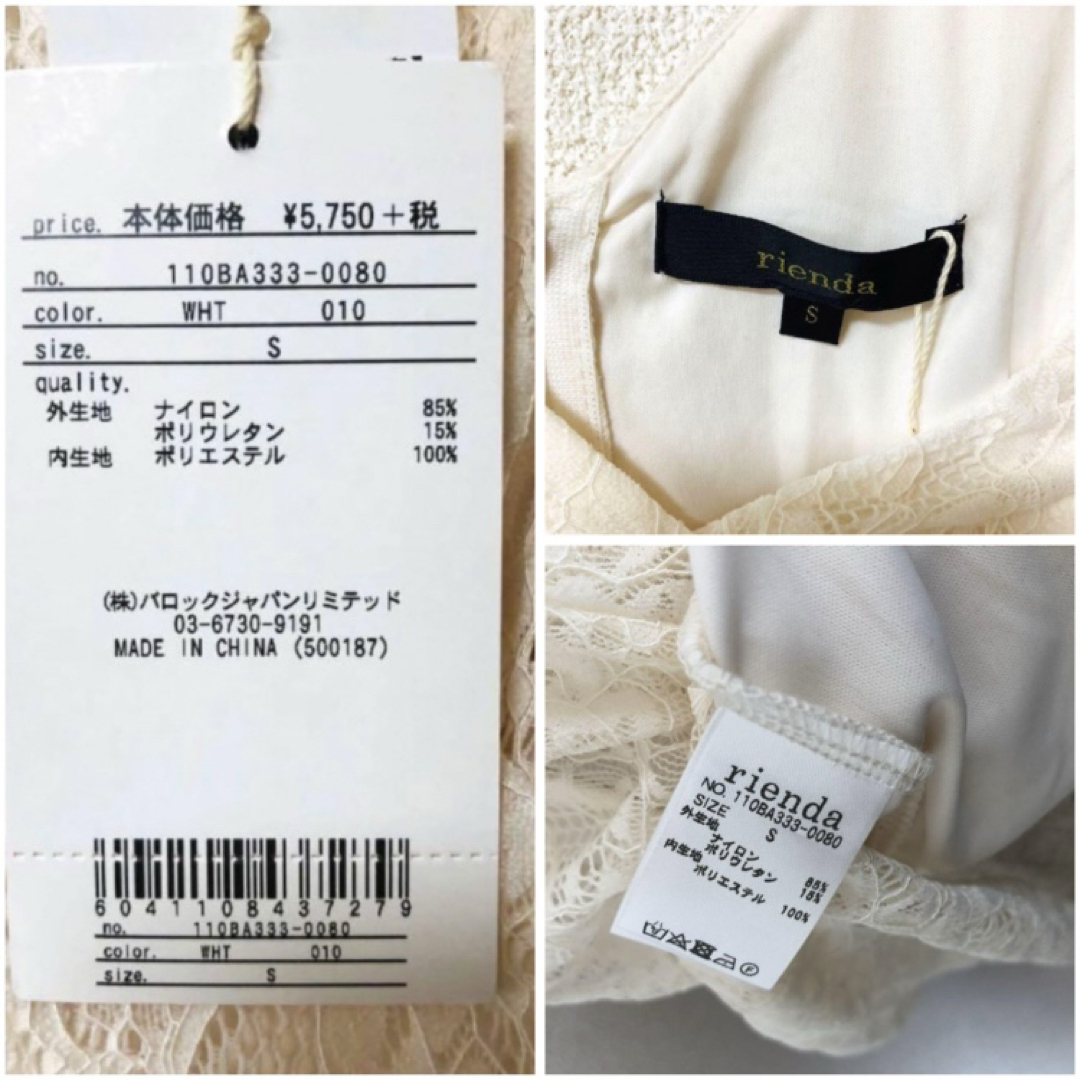 price. 本体価格 ¥5,750+税
no. 110BA333-0080
color. WHT 010
size. S
quality.
外生地 ナイロン 85%
ポリウレタン 15%
内生地 ポリエステル 100%
(株)バロックジャパンリミテッド
03-6730-9191
MADE IN CHINA (500187)
6041108437279
no. 110BA333-0080
color. WHT 010
size. S
rienda
S
rienda
NO. 110BA333-0080
SIZE S
外生地 ナイロン 85%
ポリウレタン 15%
内生地 ポリエステル 100%